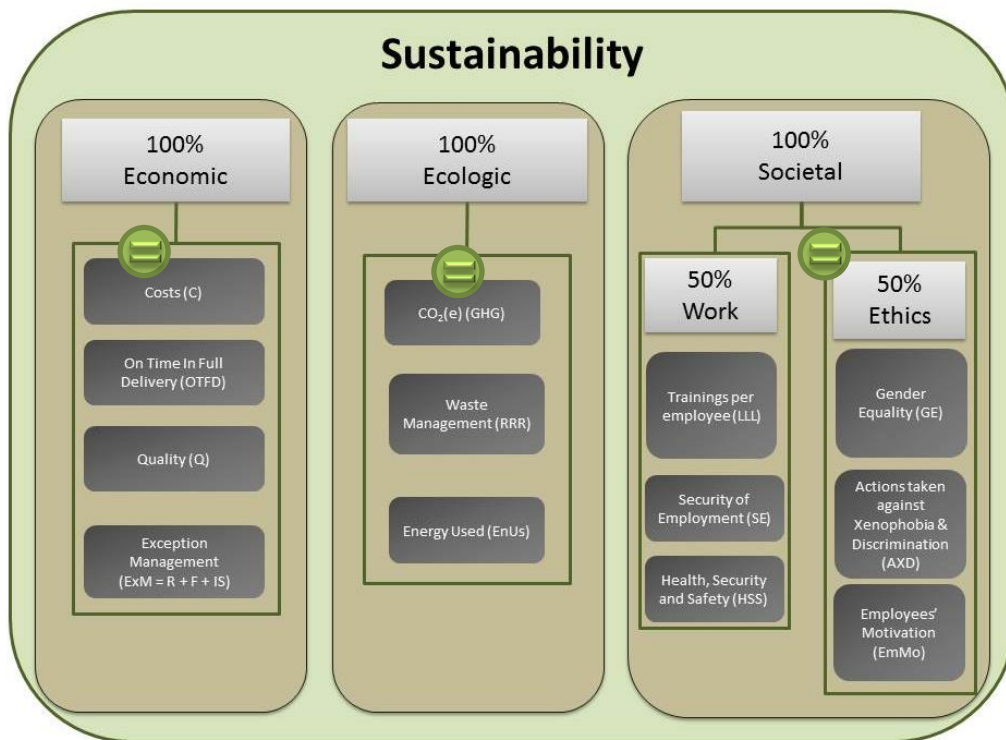 Sustainability
100%
Economic
Costs (C)
On Time In Full
Delivery (OTFD)
Quality (Q)
Exception
Management
(ExM = R + F + IS)
100%
Ecologic
CO₂(e) (GHG)
Waste
Management (RRR)
Energy Used (EnUs)
100%
Societal
50%
Work
Trainings per
employee (LLL)
Security of
Employment (SE)
Health, Security
and Safety (HSS)
50%
Ethics
Gender
Equality (GE)
Actions taken
against
Xenophobia &
Discrimination
(AXD)
Employees’
Motivation
(EmMo)